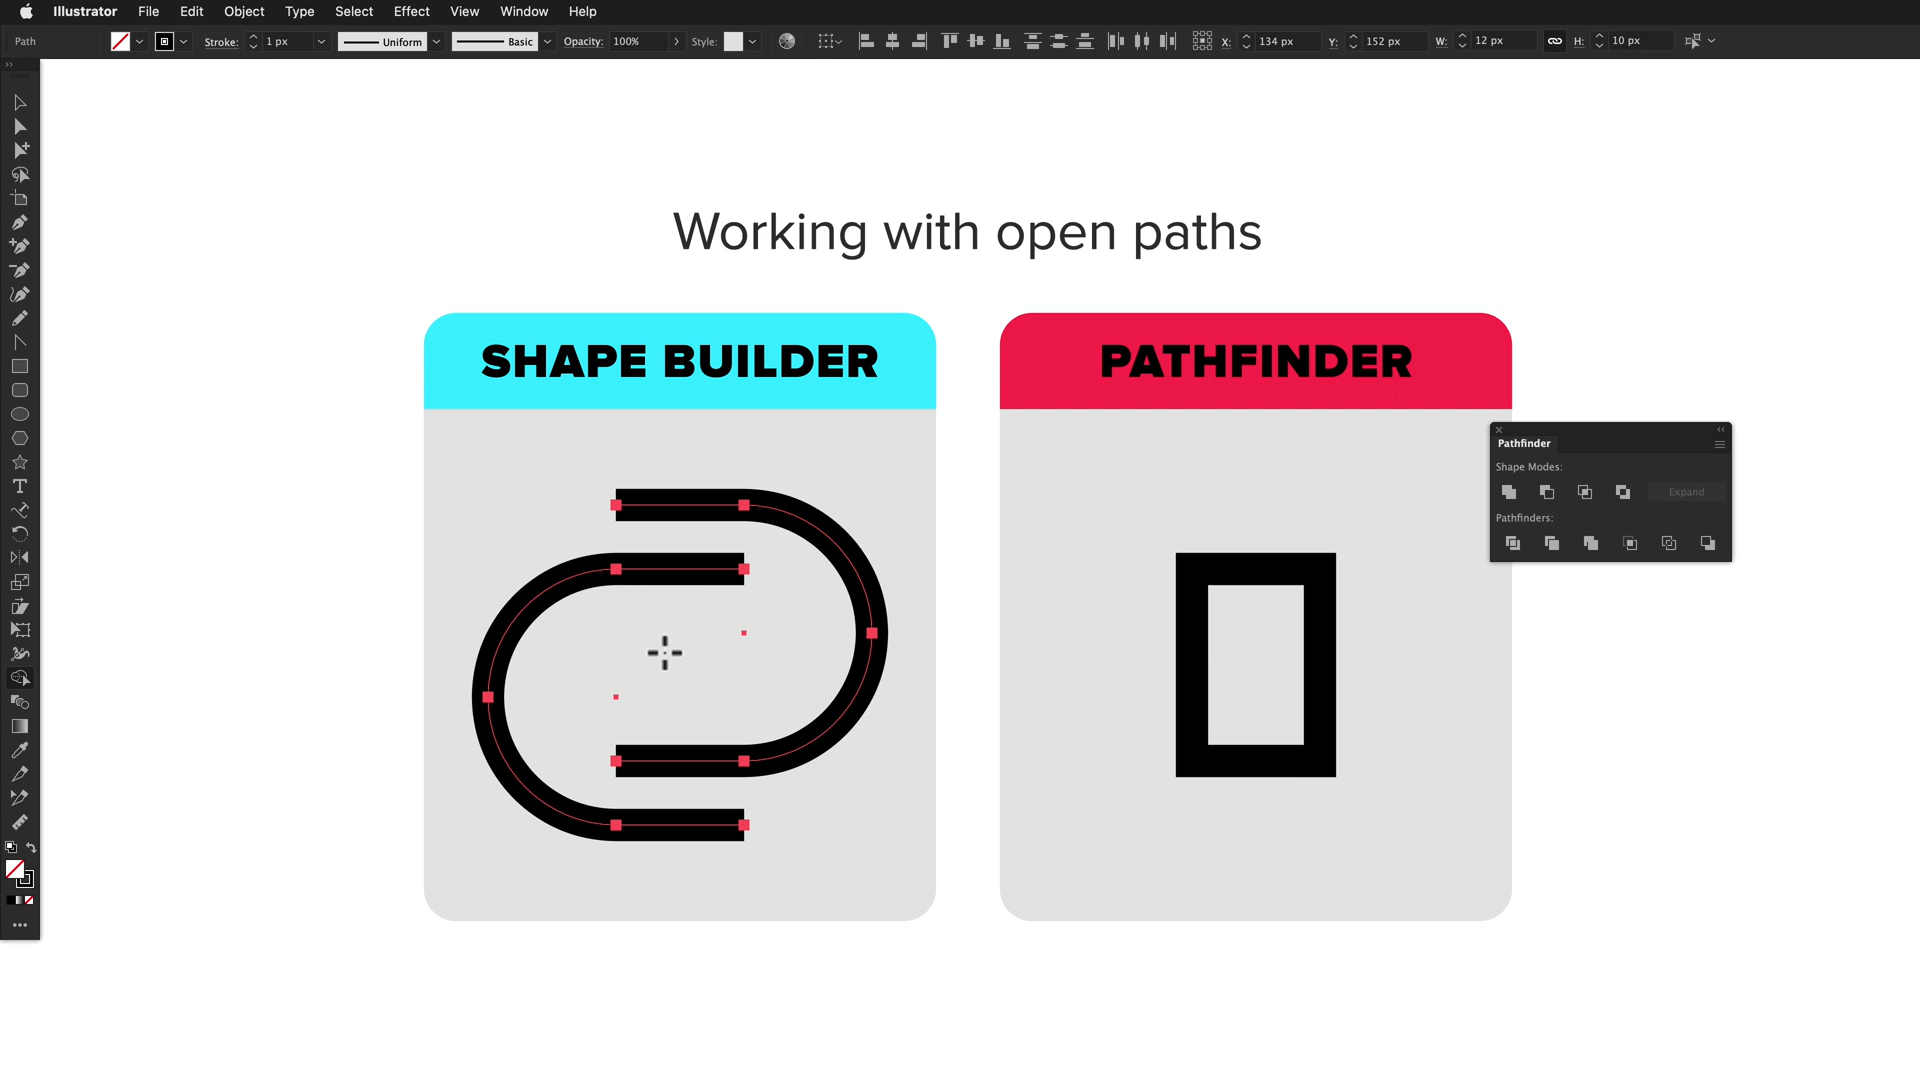 Illustrator File Edit Object Type Select Effect View Window Help
Path Stroke: 1 px Uniform Basic Opacity: 100% Style: X: 134 px Y: 152 px W: 12 px H: 10 px
Working with open paths
SHAPE BUILDER
PATHFINDER
Pathfinder
Shape Modes:
Expand
Pathfinders: